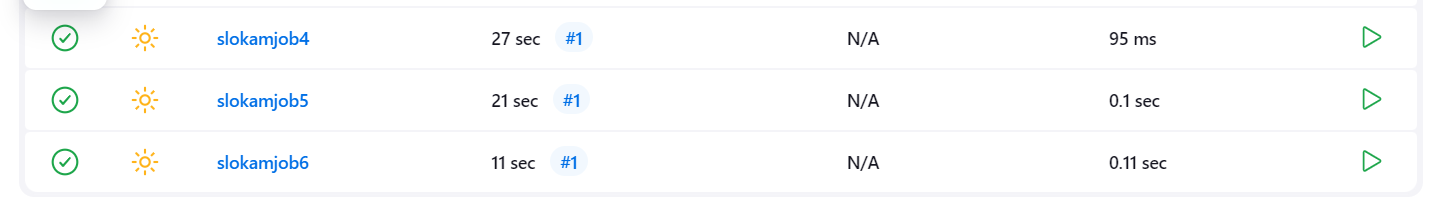 slokamjob4 27 sec #1 N/A 95 ms
slokamjob5 21 sec #1 N/A 0.1 sec
slokamjob6 11 sec #1 N/A 0.11 sec